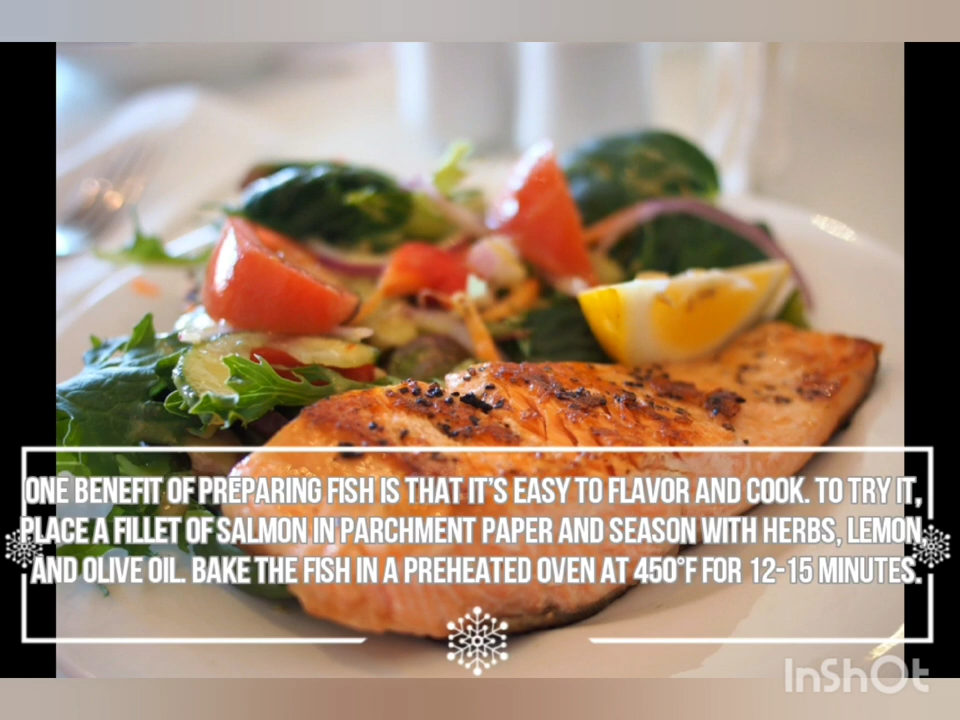 ONE BENEFIT OF PREPARING FISH IS THAT IT'S EASY TO FLAVOR AND COOK. TO TRY IT,
PLACE A FILLET OF SALMON IN PARCHMENT PAPER AND SEASON WITH HERBS, LEMON,
AND OLIVE OIL. BAKE THE FISH IN A PREHEATED OVEN AT 450°F FOR 12-15 MINUTES.
InShOt